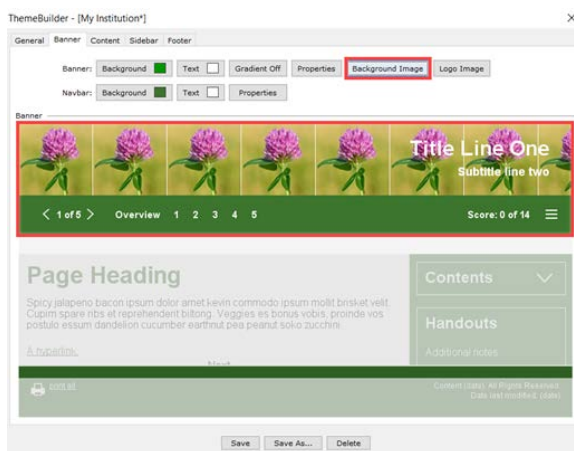 ThemeBuilder - [My Institution*]
General Banner Content Sidebar Footer
Banner: Background Text Gradient Off Properties Background Image Logo Image
Navbar: Background Text Properties
Banner
Title Line One
Subtitle line two
< 1 of 5 > Overview 1 2 3 4 5 Score: 0 of 14
Page Heading
Spicy jalapeno bacon ipsum dolor amet kevin commodo ipsum mollit brisket velit.
Cupim spare ribs et reprehenderit biltong. Veggies es bonus vobis, proinde vos
postulo essum dandelion cucumber earthnut pea peanut soko zucchini.
A hyperlink.
Next
Contents
Handouts
Additional notes
print all
Content (data), All Rights Reserved.
Date last modified: (date)
Save Save As... Delete